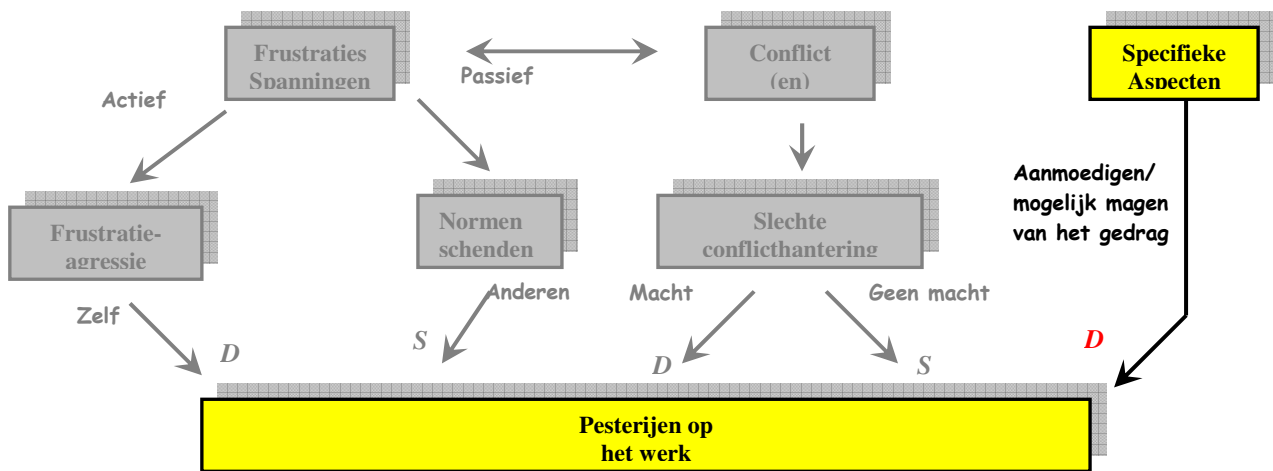 Frustraties
Spanningen
Passief
Conflict
(en)
Specifieke
Aspecten
Actief
Aanmoedigen/
mogelijk magen
van het gedrag
Frustratie-
agressie
Normen
schenden
Slechte
conflicthantering
Zelf
Anderen
Macht
Geen macht
D
S
D
S
D
Pesterijen op
het werk